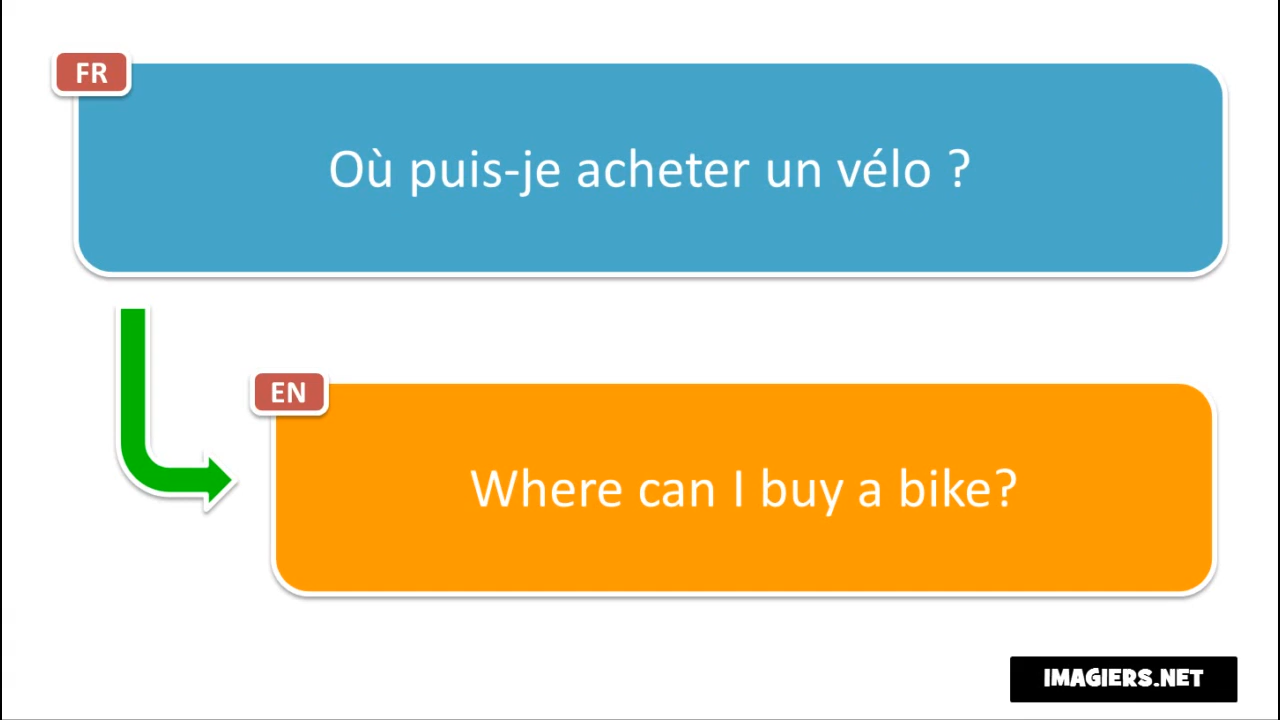 FR
Où puis-je acheter un vélo ?
EN
Where can I buy a bike?
IMAGIERS.NET